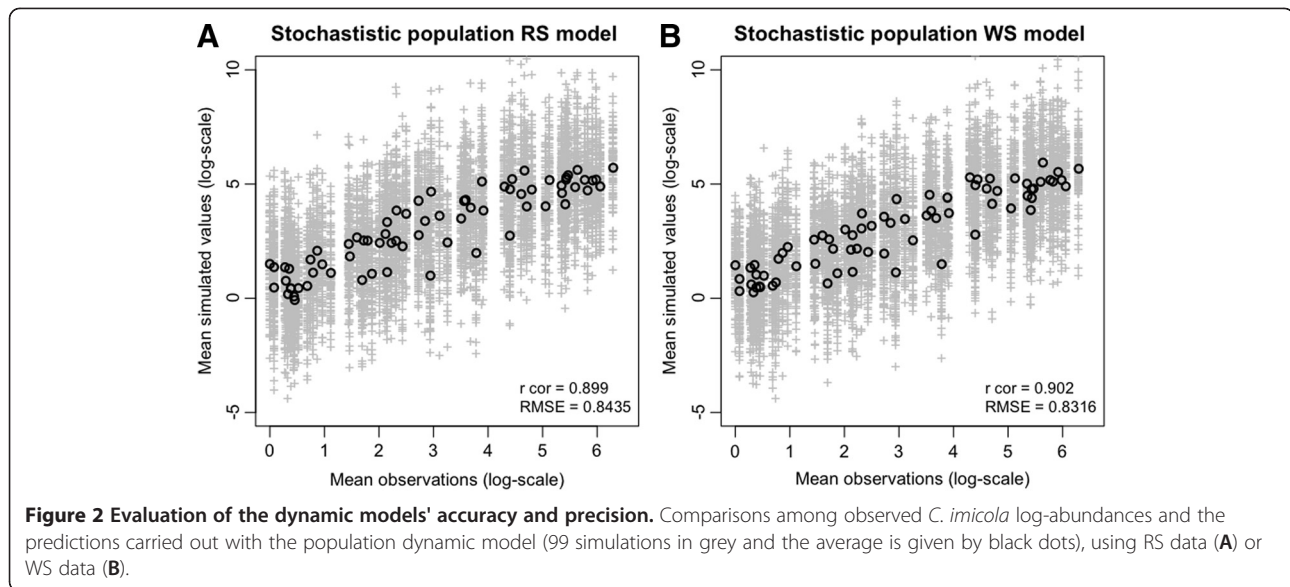 A
Stochastistic population RS model
Mean simulated values (log-scale)
10
5
0
-5
r cor = 0.899
RMSE = 0.8435
0 1 2 3 4 5 6
Mean observations (log-scale)
B
Stochastistic population WS model
Mean simulated values (log-scale)
10
5
0
-5
r cor = 0.902
RMSE = 0.8316
0 1 2 3 4 5 6
Mean observations (log-scale)
Figure 2 Evaluation of the dynamic models' accuracy and precision. Comparisons among observed C. imicola log-abundances and the
predictions carried out with the population dynamic model (99 simulations in grey and the average is given by black dots), using RS data (A) or
WS data (B).